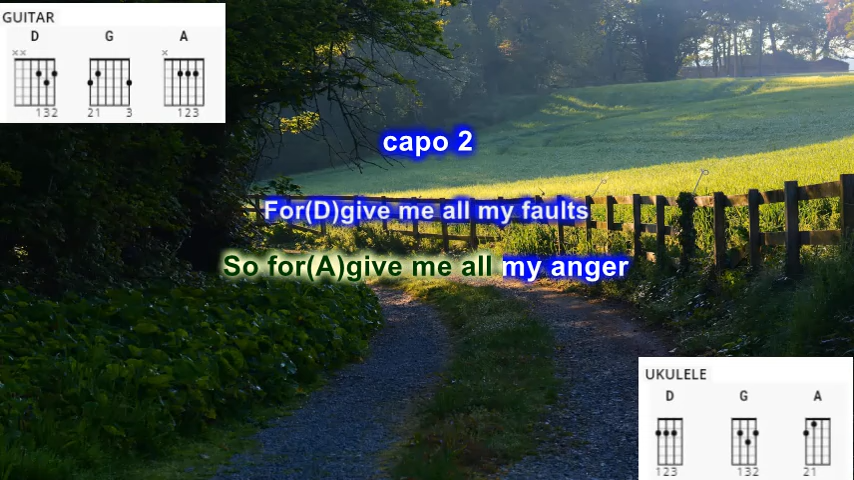 GUITAR
D G A
×× ×
132 21 3 123
capo 2
For(D)give me all my faults
So for(A)give me all my anger
UKULELE
D G A
123 132 21